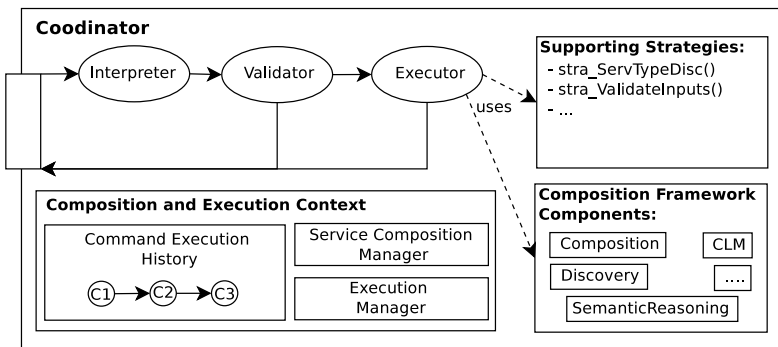 Coodinator
Interpreter
Validator
Executor
uses
Supporting Strategies:
- stra_ServTypeDisc()
- stra_ValidateInputs()
- ...
Composition and Execution Context
Command Execution
History
C1
C2
C3
Service Composition
Manager
Execution
Manager
Composition Framework
Components:
Composition
CLM
Discovery
....
SemanticReasoning